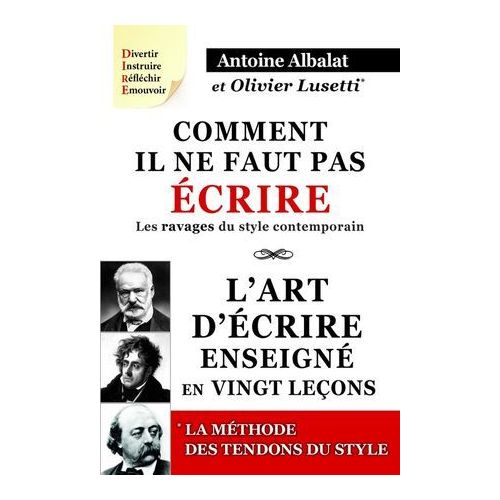 Divertir
Instruire
Réfléchir
Emouvoir
Antoine Albalat
et Olivier Lusetti*
COMMENT
IL NE FAUT PAS
ÉCRIRE
Les ravages du style contemporain
L'ART
D'ÉCRIRE
ENSEIGNÉ
EN VINGT LEÇONS
* LA MÉTHODE
DES TENDONS DU STYLE